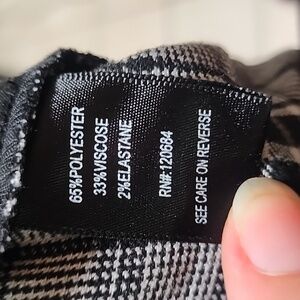 65%POLYESTER
33%VISCOSE
2%ELASTANE
RN#:120684
SEE CARE ON REVERSE